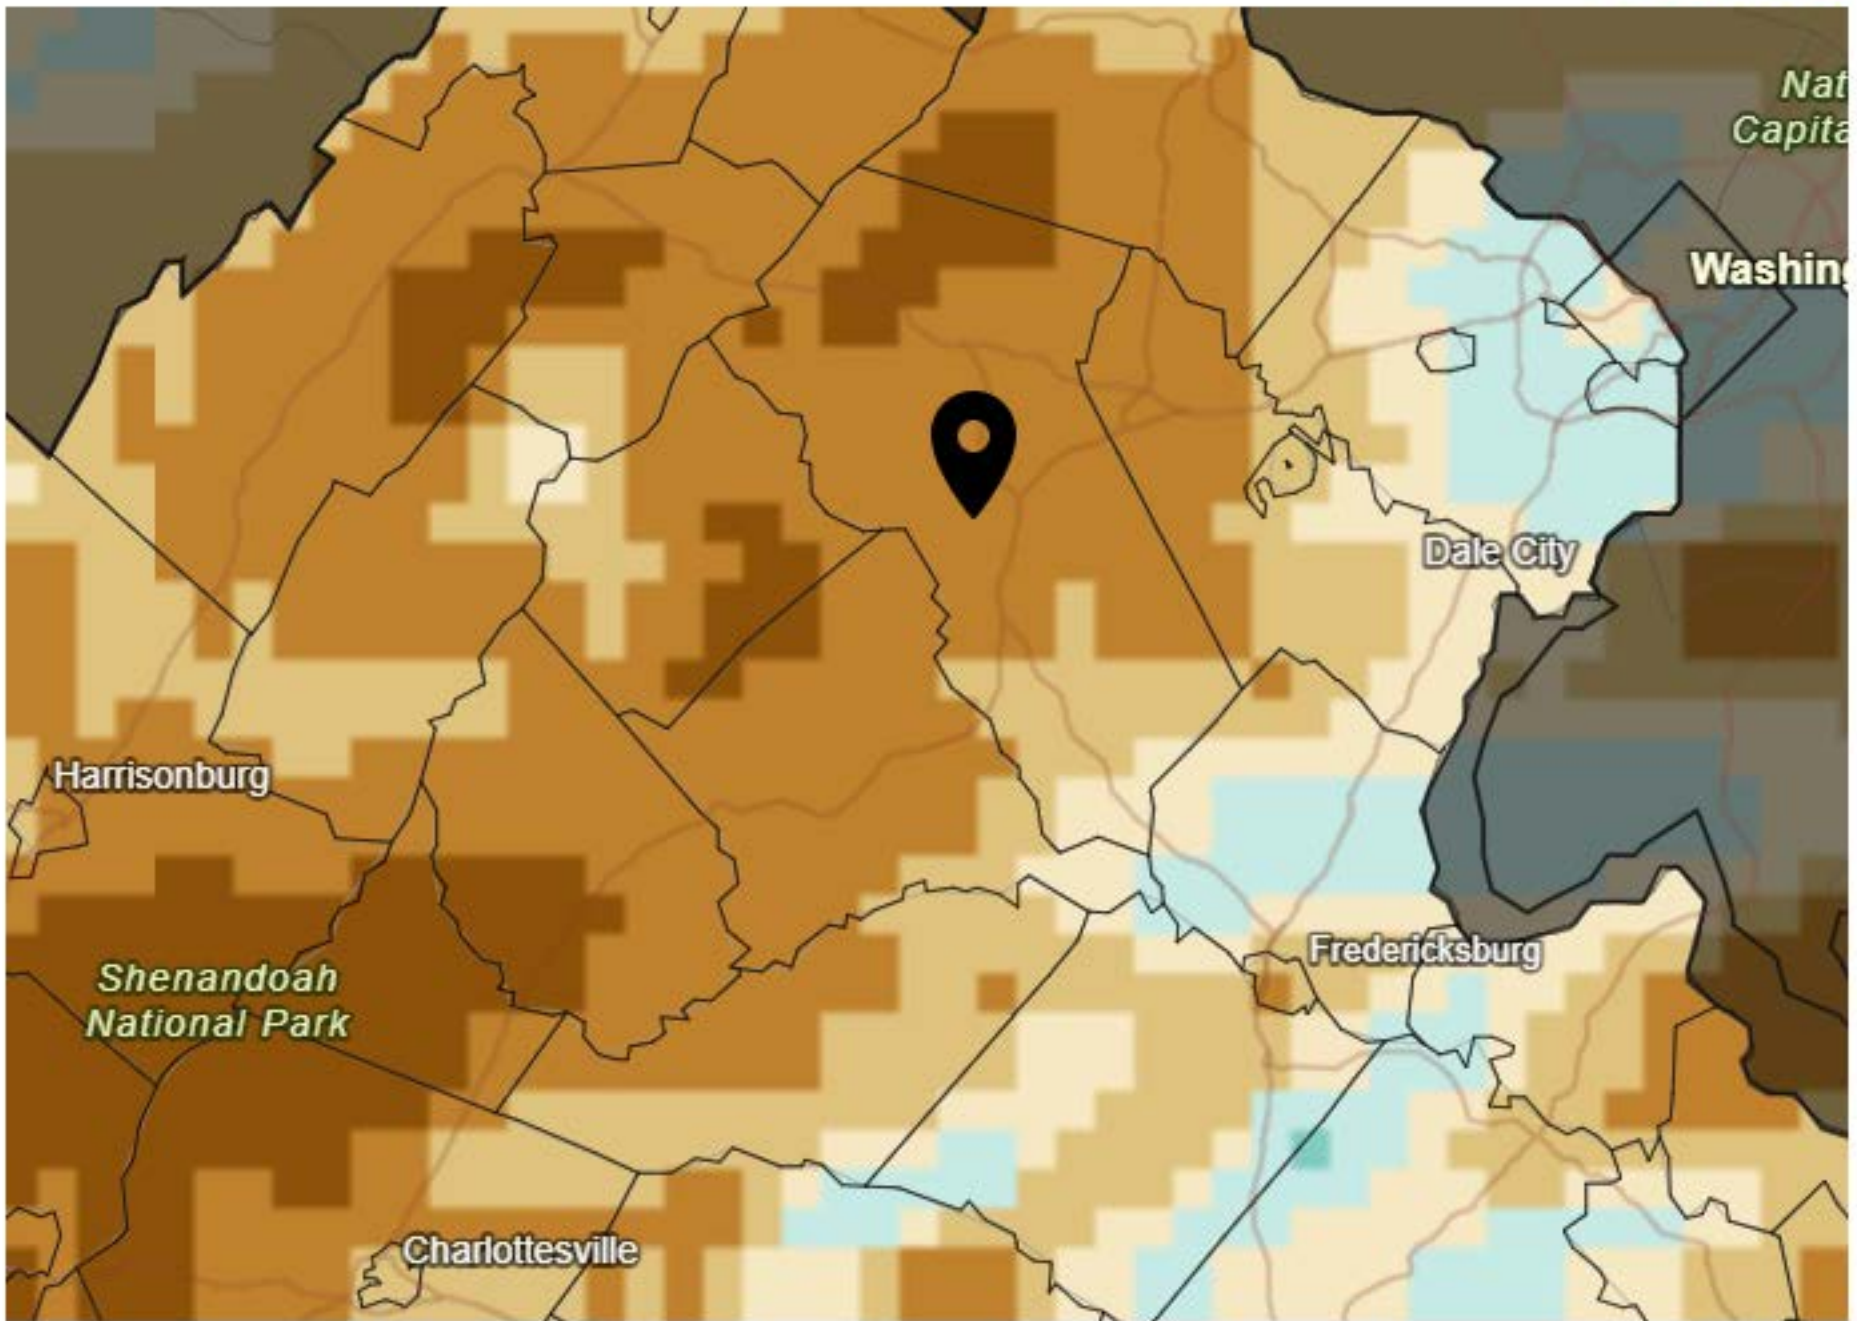 Nat
Capita
Washing
Dale City
Harrisonburg
Fredericksburg
Shenandoah
National Park
Charlottesville